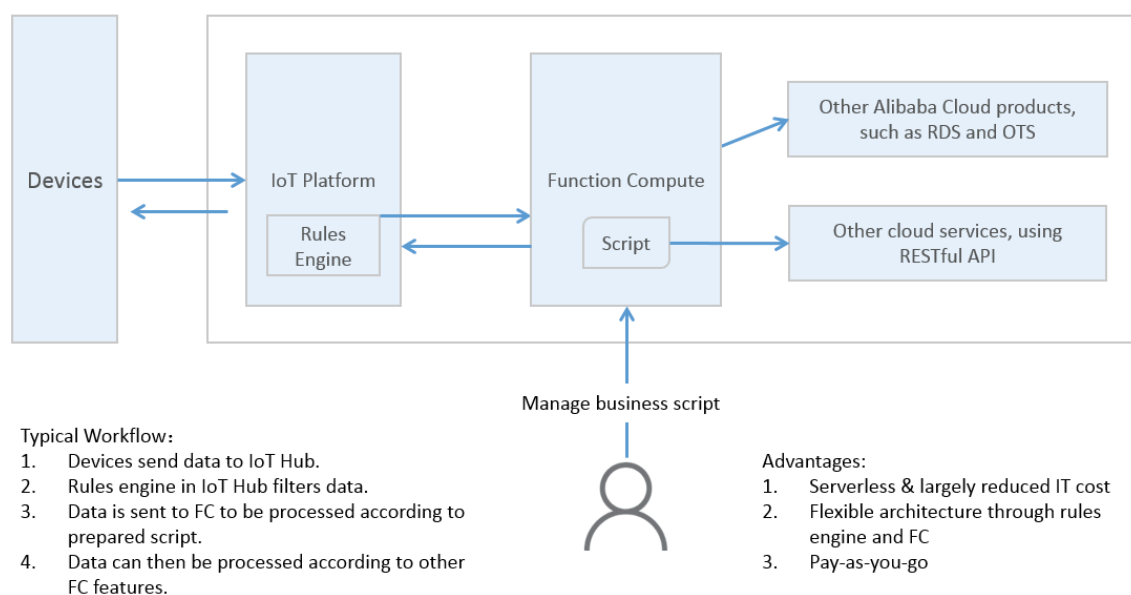 Other Alibaba Cloud products,
such as RDS and OTS
Devices
IoT Platform
Function Compute
Rules
Engine
Script
Other cloud services, using
RESTful API
Manage business script
Typical Workflow：
1. Devices send data to IoT Hub.
2. Rules engine in IoT Hub filters data.
3. Data is sent to FC to be processed according to
prepared script.
4. Data can then be processed according to other
FC features.
Advantages:
1. Serverless & largely reduced IT cost
2. Flexible architecture through rules
engine and FC
3. Pay-as-you-go